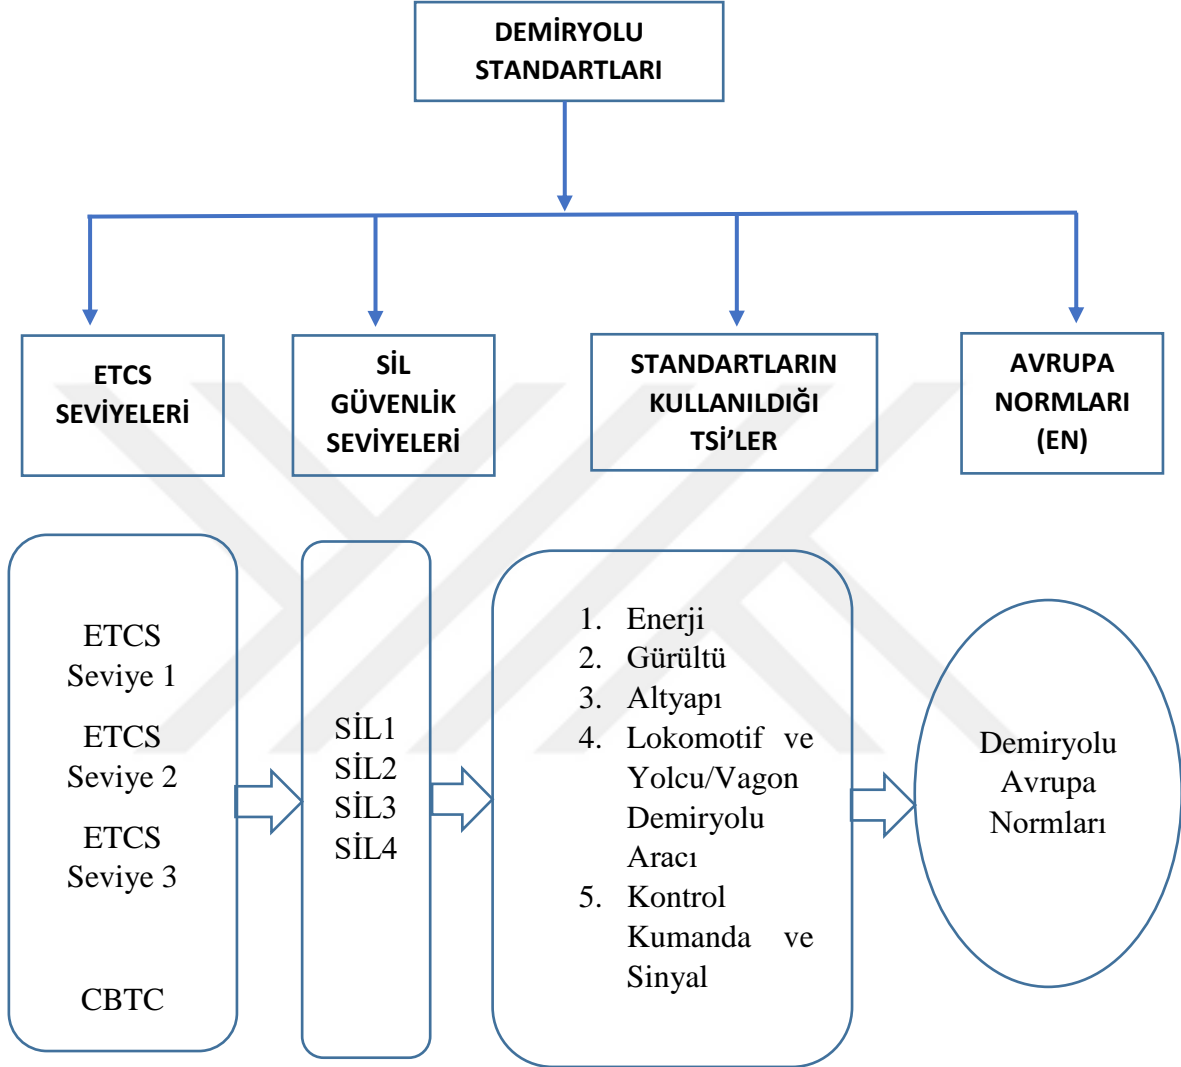 DEMİRYOLU
STANDARTLARI
ETCS
SEVİYELERİ
SİL
GÜVENLİK
SEVİYELERİ
STANDARTLARIN
KULLANILDIĞI
TSİ’LER
AVRUPA
NORMLARI
(EN)
ETCS
Seviye 1
ETCS
Seviye 2
ETCS
Seviye 3
CBTC
SİL1
SİL2
SİL3
SİL4
1. Enerji
2. Gürültü
3. Altyapı
4. Lokomotif ve
Yolcu/Vagon
Demiryolu
Aracı
5. Kontrol
Kumanda ve
Sinyal
Demiryolu
Avrupa
Normları